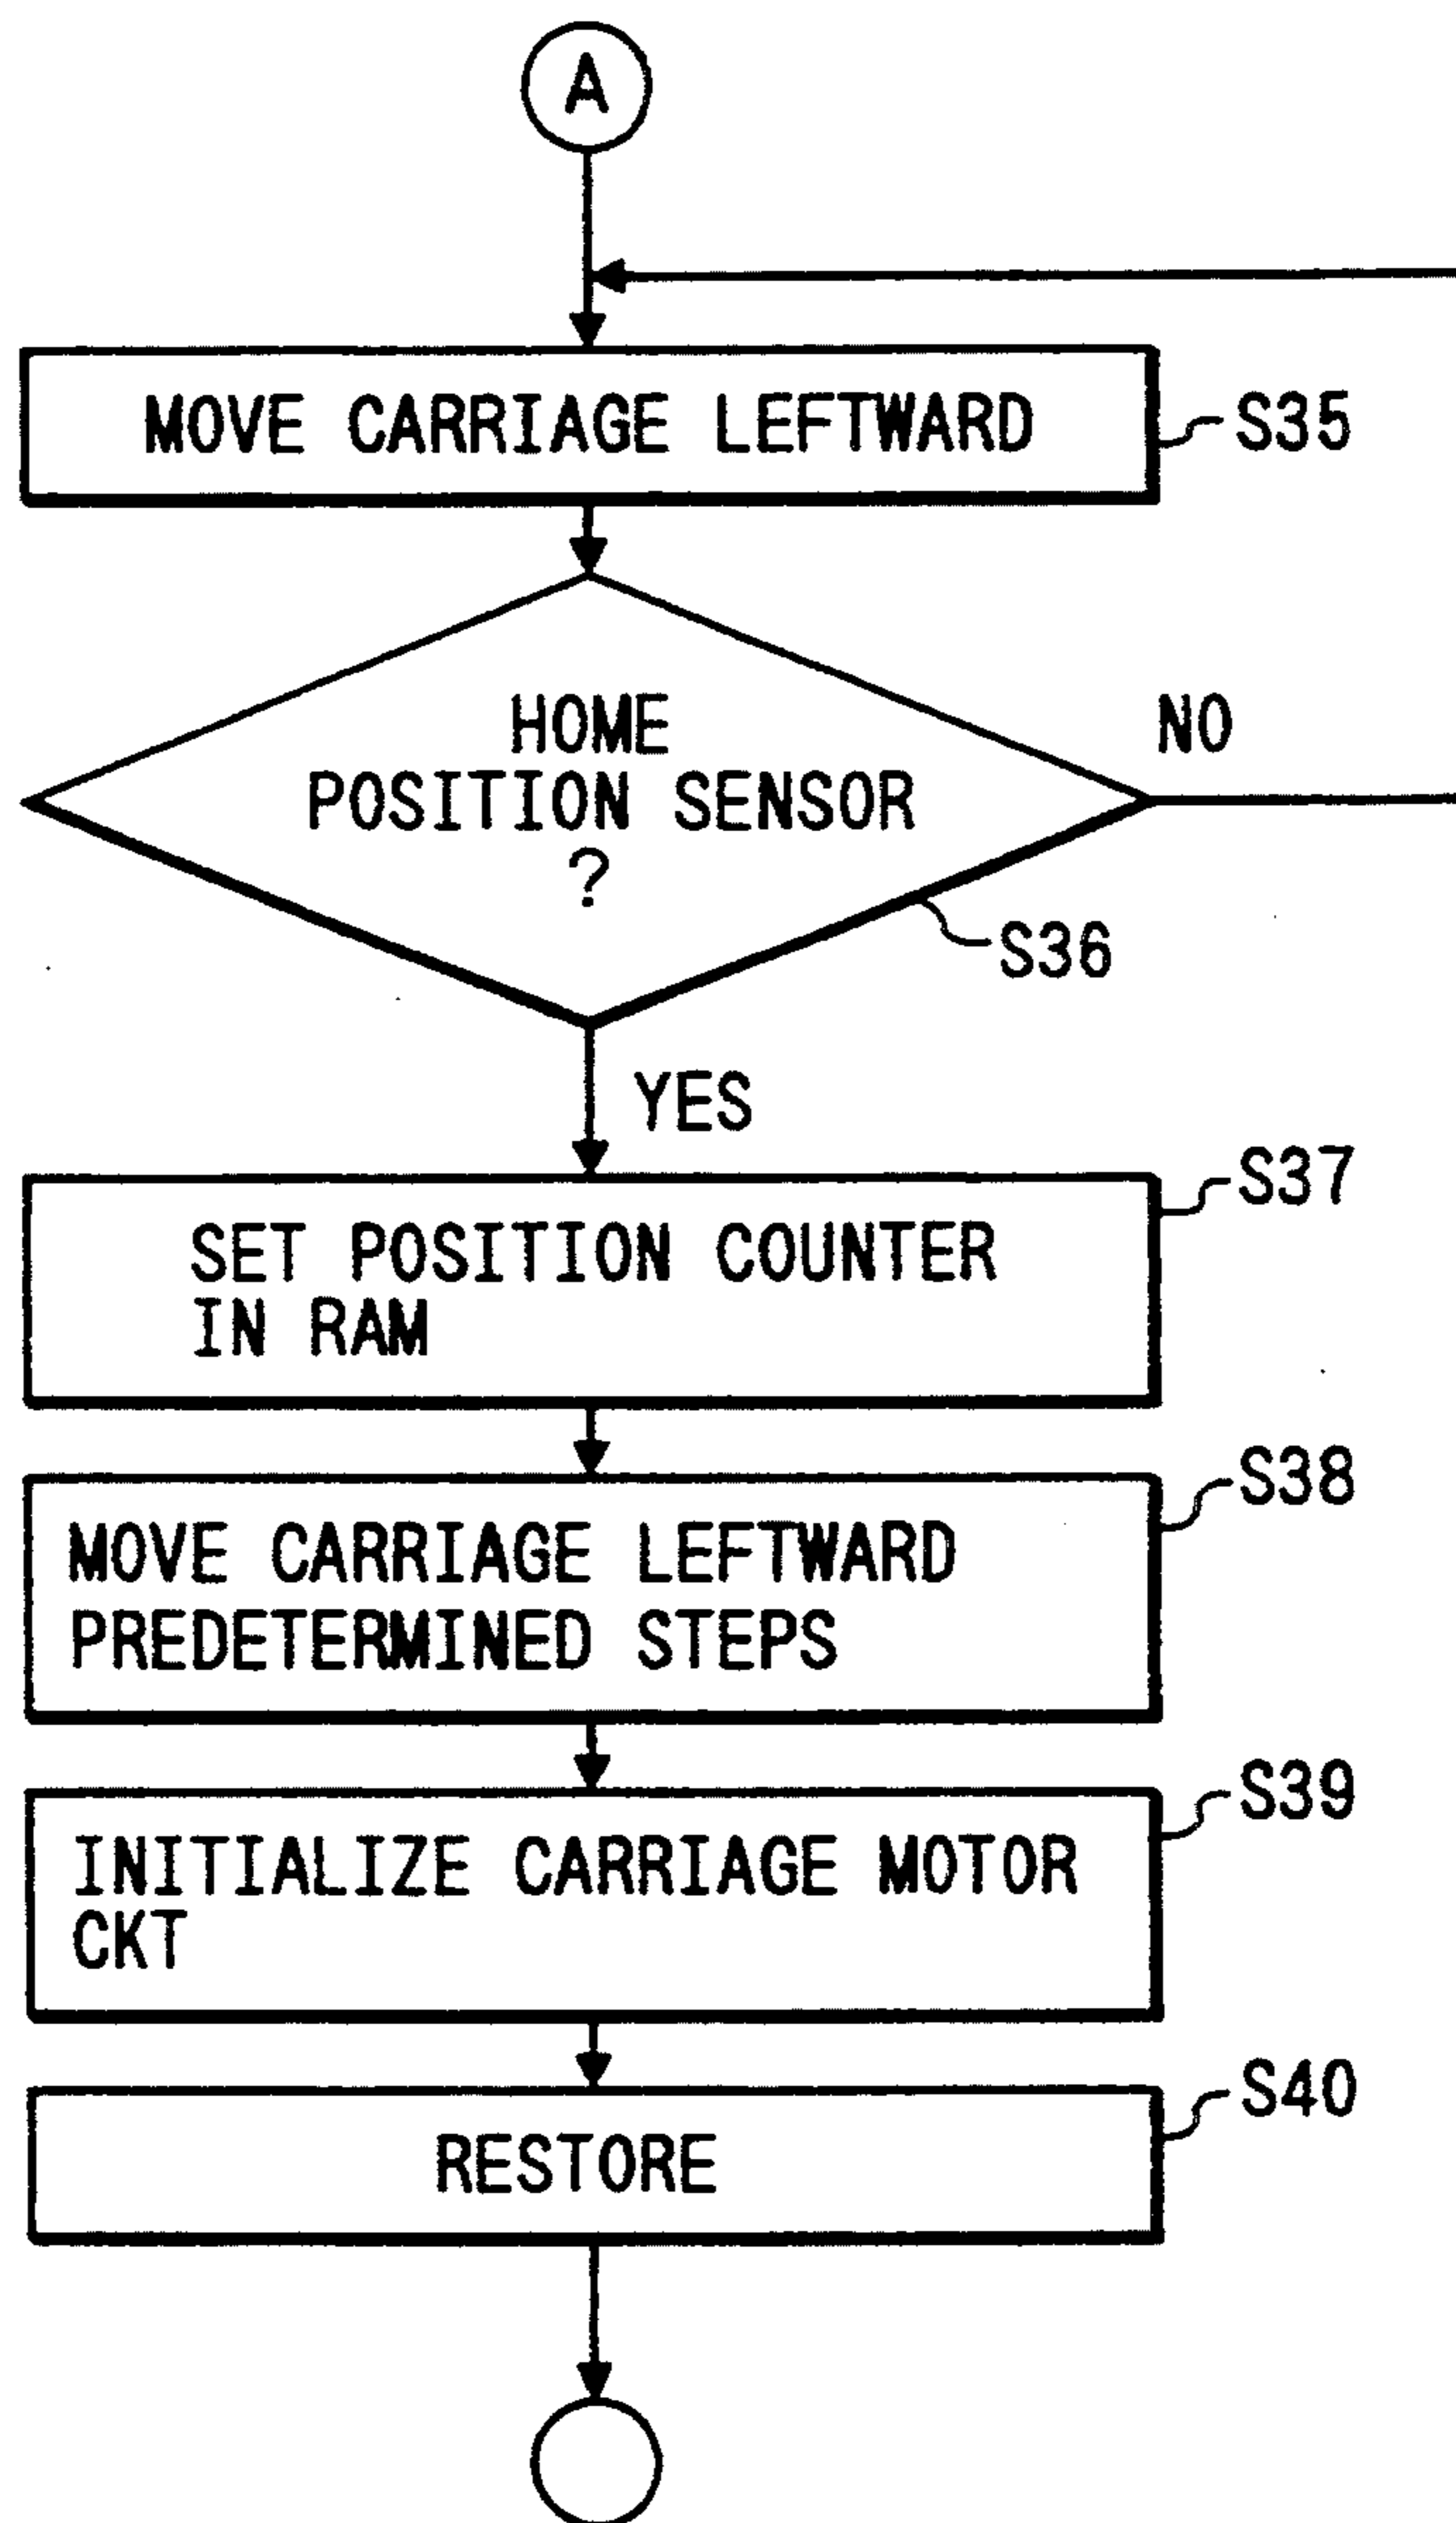 A
MOVE CARRIAGE LEFTWARD
S35
HOME
POSITION SENSOR
?
NO
S36
YES
S37
SET POSITION COUNTER
IN RAM
S38
MOVE CARRIAGE LEFTWARD
PREDETERMINED STEPS
S39
INITIALIZE CARRIAGE MOTOR
CKT
S40
RESTORE